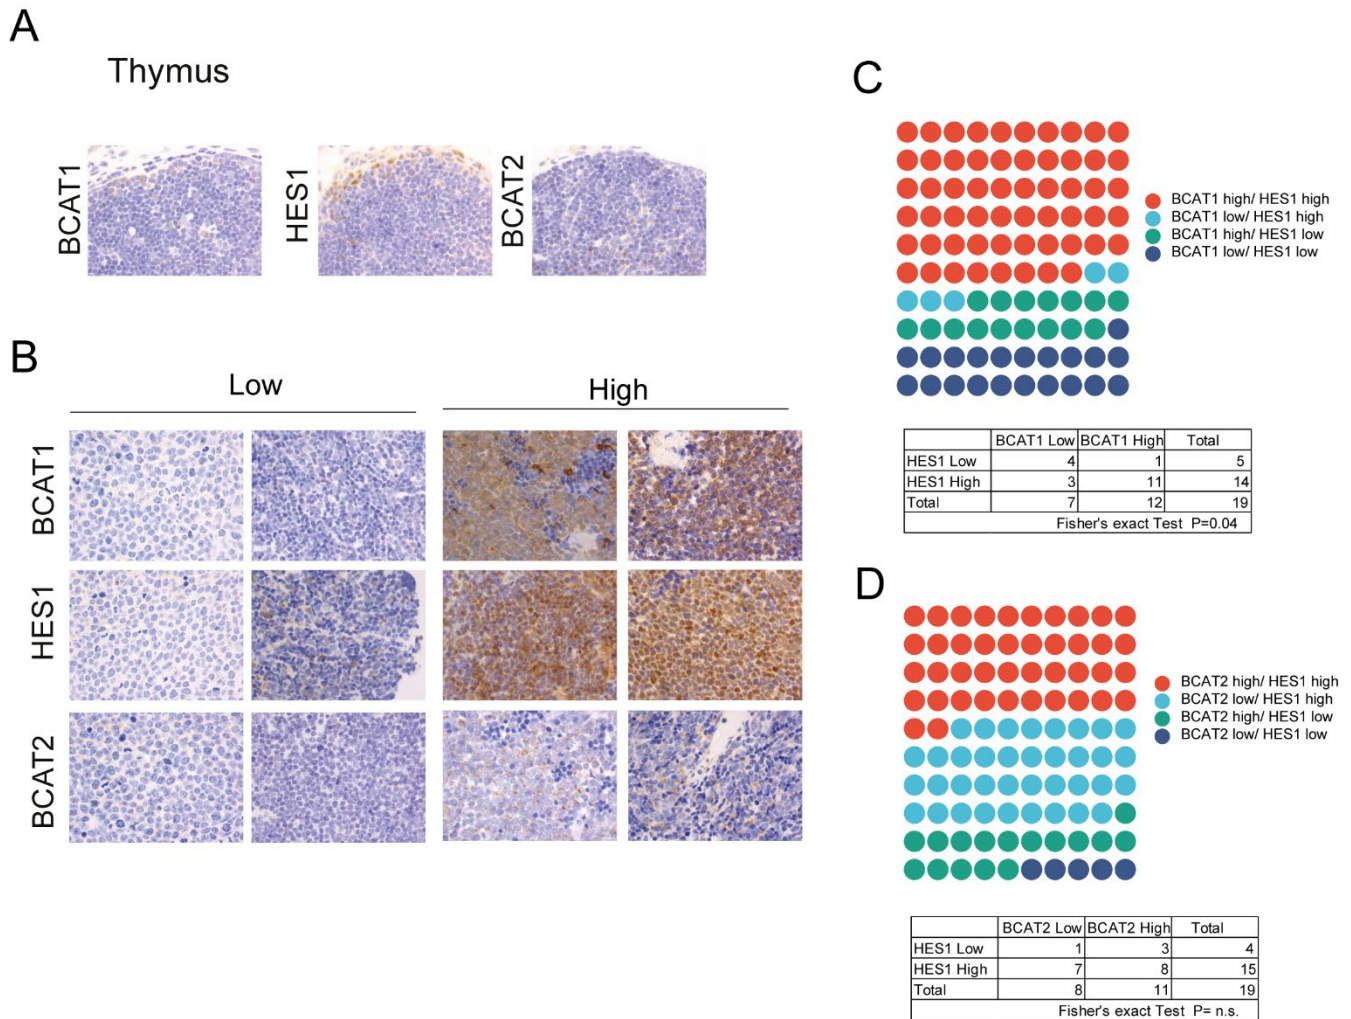 A
Thymus
BCAT1
HES1
BCAT2
B
Low
High
BCAT1
HES1
BCAT2
C
BCAT1 high/ HES1 high
BCAT1 low/ HES1 high
BCAT1 high/ HES1 low
BCAT1 low/ HES1 low
BCAT1 Low BCAT1 High Total
HES1 Low 4 1 5
HES1 High 3 11 14
Total 7 12 19
Fisher's exact Test P=0.04
D
BCAT2 high/ HES1 high
BCAT2 low/ HES1 high
BCAT2 high/ HES1 low
BCAT2 low/ HES1 low
BCAT2 Low BCAT2 High Total
HES1 Low 1 3 4
HES1 High 7 8 15
Total 8 11 19
Fisher's exact Test P= n.s.